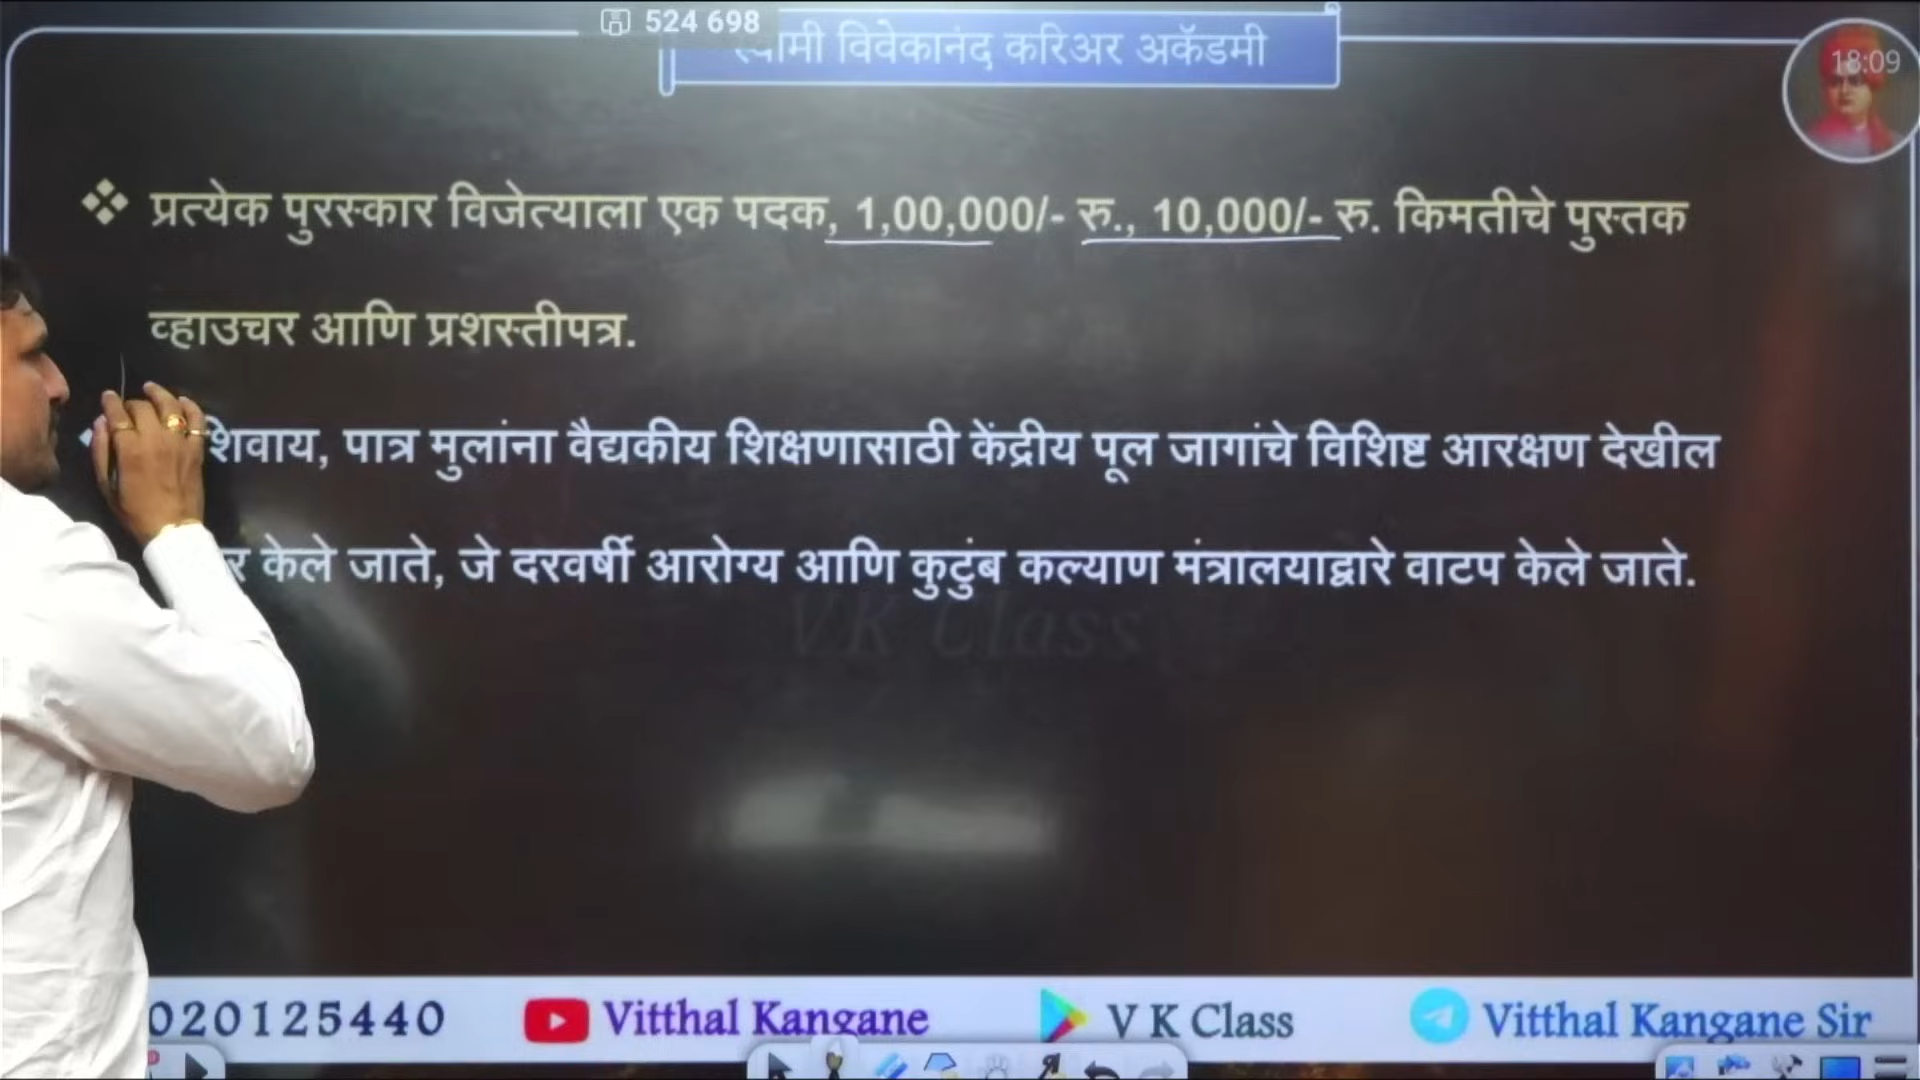 524 698
स्वामी विवेकानंद करिअर अकॅडमी
18:09
❖ प्रत्येक पुरस्कार विजेत्याला एक पदक, 1,00,000/- रु., 10,000/- रु. किमतीचे पुस्तक
व्हाउचर आणि प्रशस्तीपत्र.
शिवाय, पात्र मुलांना वैद्यकीय शिक्षणासाठी केंद्रीय पूल जागांचे विशिष्ट आरक्षण देखील
केले जाते, जे दरवर्षी आरोग्य आणि कुटुंब कल्याण मंत्रालयाद्वारे वाटप केले जाते.
VK Class
020125440 Vitthal Kangane V K Class Vitthal Kangane Sir